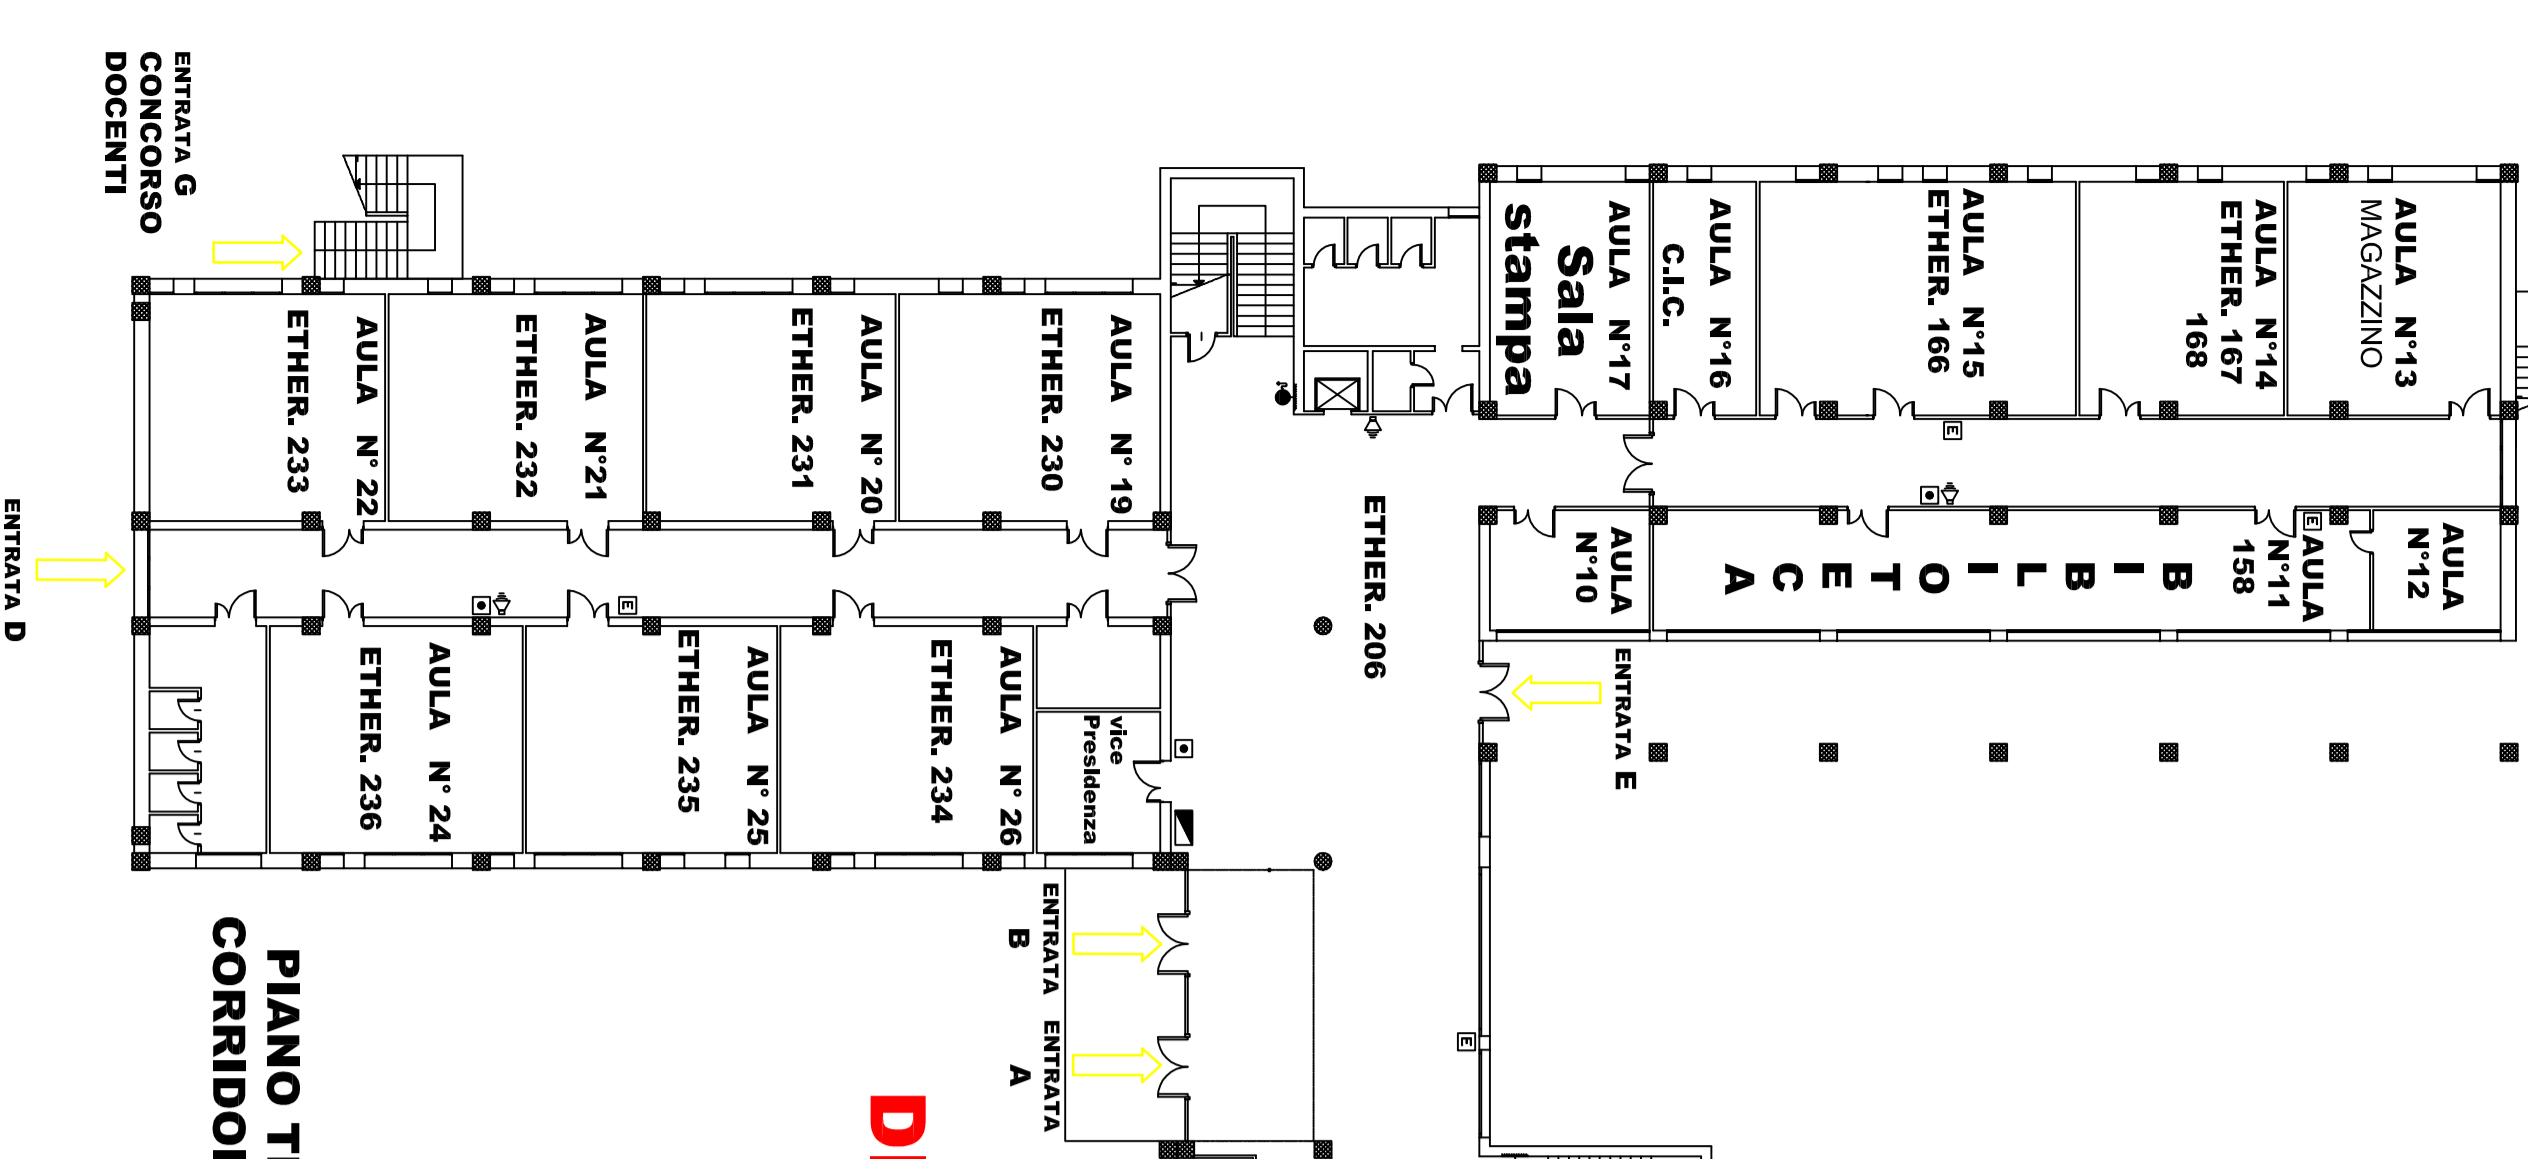 ENTRATA G
CONCORSO
DOCENTI
ENTRATA D
AULA N° 22
ETHER. 233
AULA N°21
ETHER. 232
AULA N° 20
ETHER. 231
AULA N° 19
ETHER. 230
AULA N° 24
ETHER. 236
AULA N° 25
ETHER. 235
AULA N° 26
ETHER. 234
vice
Presidenza
ETHER. 206
AULA N°17
Sala
stampa
AULA N°16
C.I.C.
AULA N°15
ETHER. 166
AULA N°14
ETHER. 167
168
AULA N°13
MAGAZZINO
AULA
N°10
BIBLIOTECA
AULA
N°11
158
AULA
N°12
E
E
E
E
E
ENTRATA E
ENTRATA
B
ENTRATA
A
PIANO
CORRIDOI
D